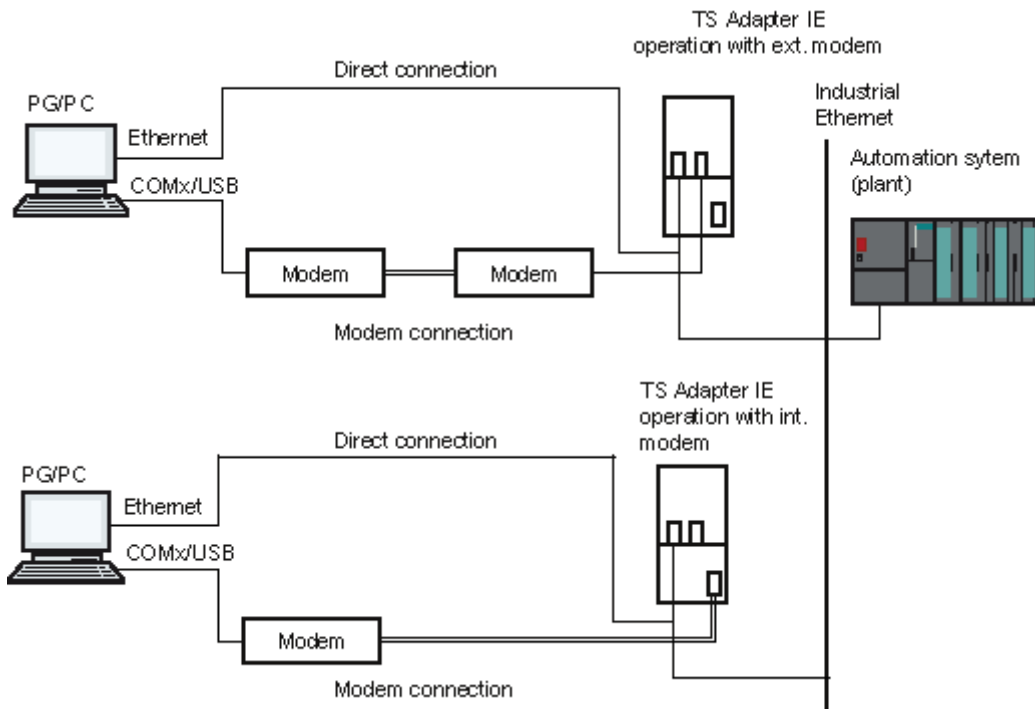 TS Adapter IE
operation with ext. modem
Direct connection
PG/PC
Ethernet
COMx/USB
Industrial
Ethernet
Automation sytem
(plant)
Modem
Modem
Modem connection
TS Adapter IE
operation with int.
modem
Direct connection
PG/PC
Ethernet
COMx/USB
Modem
Modem connection